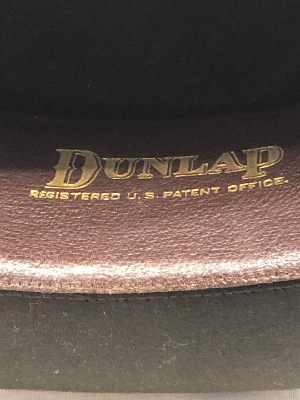 DUNLAP
REGISTERED U.S. PATENT OFFICE.